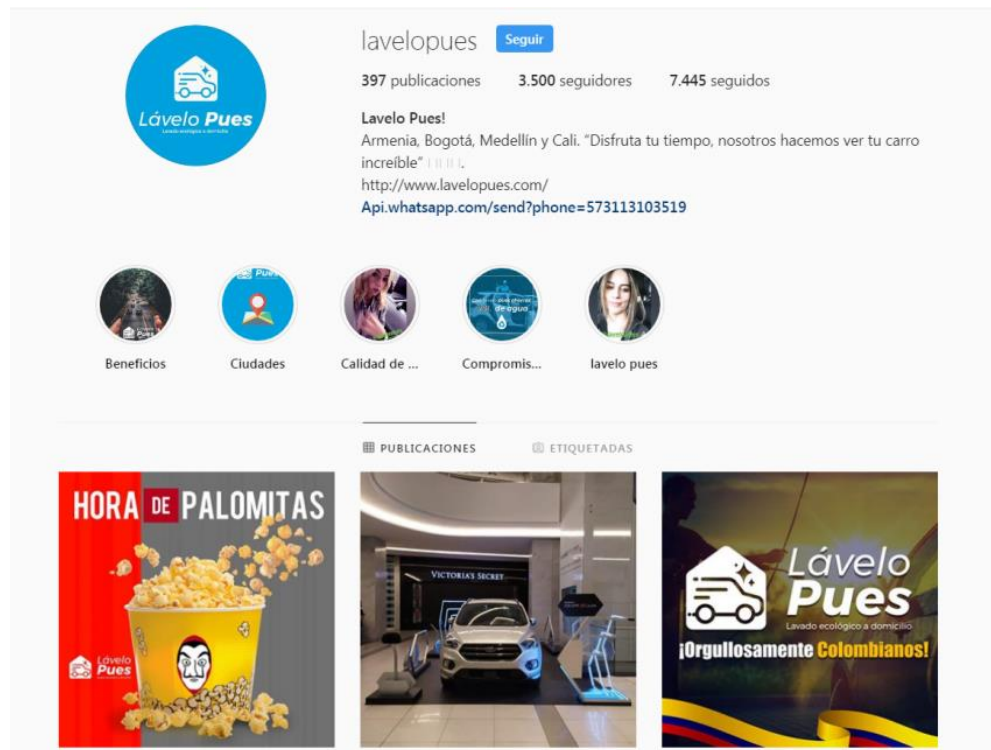 lavelopues Seguir
397 publicaciones 3.500 seguidores 7.445 seguidos
Lavelo Pues!
Armenia, Bogotá, Medellín y Cali. “Disfruta tu tiempo, nosotros hacemos ver tu carro
increíble” .
http://www.lavelopues.com/
Api.whatsapp.com/send?phone=573113103519
Lávelo Pues
Lavado ecológico a domicilio
Pues
de agua
Beneficios Ciudades Calidad de ... Compromis... lavelo pues
PUBLICACIONES ETIQUETADAS
HORA DE PALOMITAS
Lávelo
Pues
VICTORIA'S SECRET
Lávelo
Pues
Lavado ecológico a domicilio
¡Orgullosamente Colombianos!